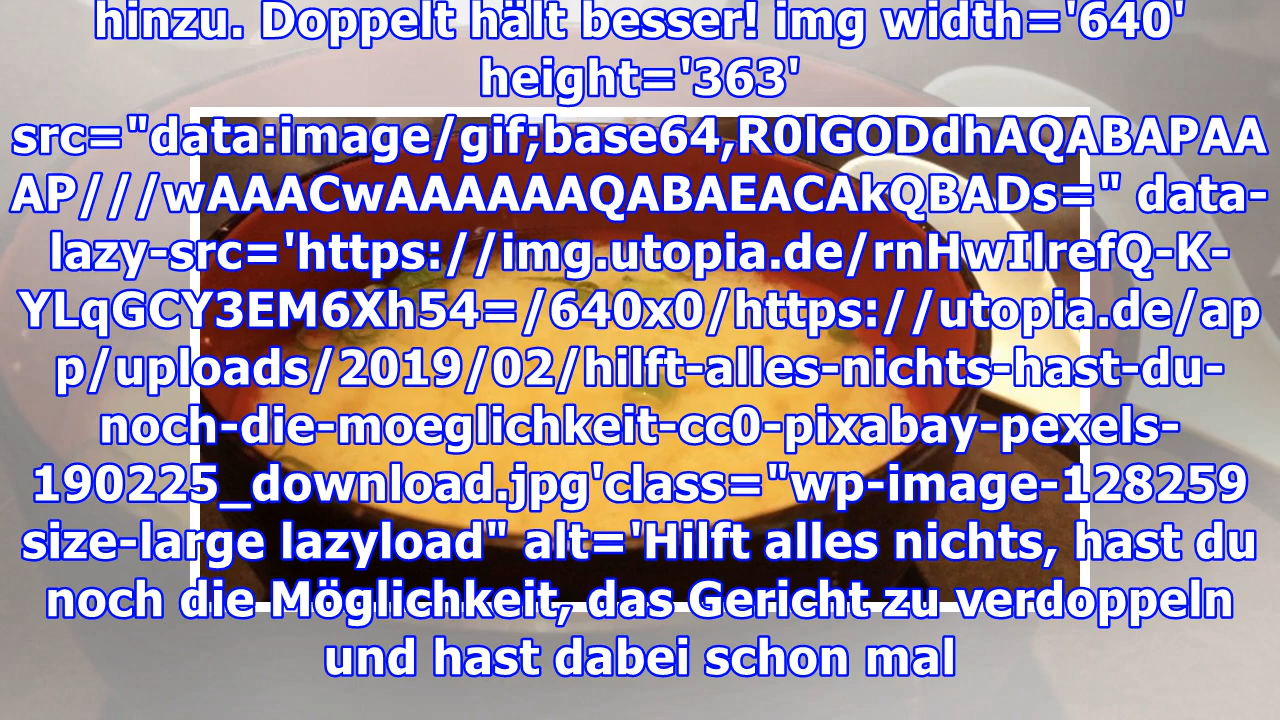 hinzu. Doppelt hält besser! img width='640'
height='363'
src="data:image/gif;base64,R0lGODdhAQABAPAA
AP///wAAACwAAAAAAQABAEACAkQBADs=" data-
lazy-src='https://img.utopia.de/rnHwIlrefQ-K-
YLqGCY3EM6Xh54=/640x0/https://utopia.de/ap
p/uploads/2019/02/hilft-alles-nichts-hast-du-
noch-die-moeglichkeit-cc0-pixabay-pexels-
190225_download.jpg'class="wp-image-128259
size-large lazyload" alt='Hilft alles nichts, hast du
noch die Möglichkeit, das Gericht zu verdoppeln
und hast dabei schon mal